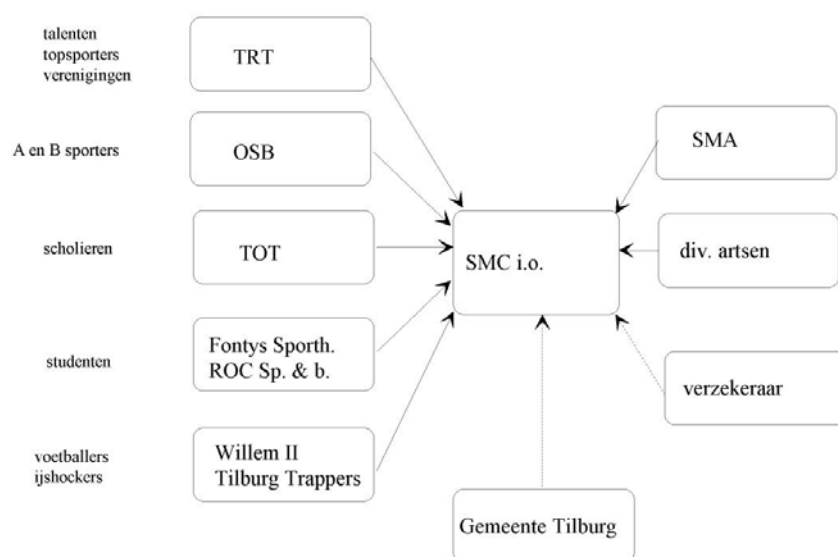 talenten
topsporters
verenigingen
TRT
A en B sporters
OSB
SMA
scholieren
TOT
SMC i.o.
div. artsen
studenten
Fontys Sporth.
ROC Sp. & b.
verzekeraar
voetballers
ijshockers
Willem II
Tilburg Trappers
Gemeente Tilburg